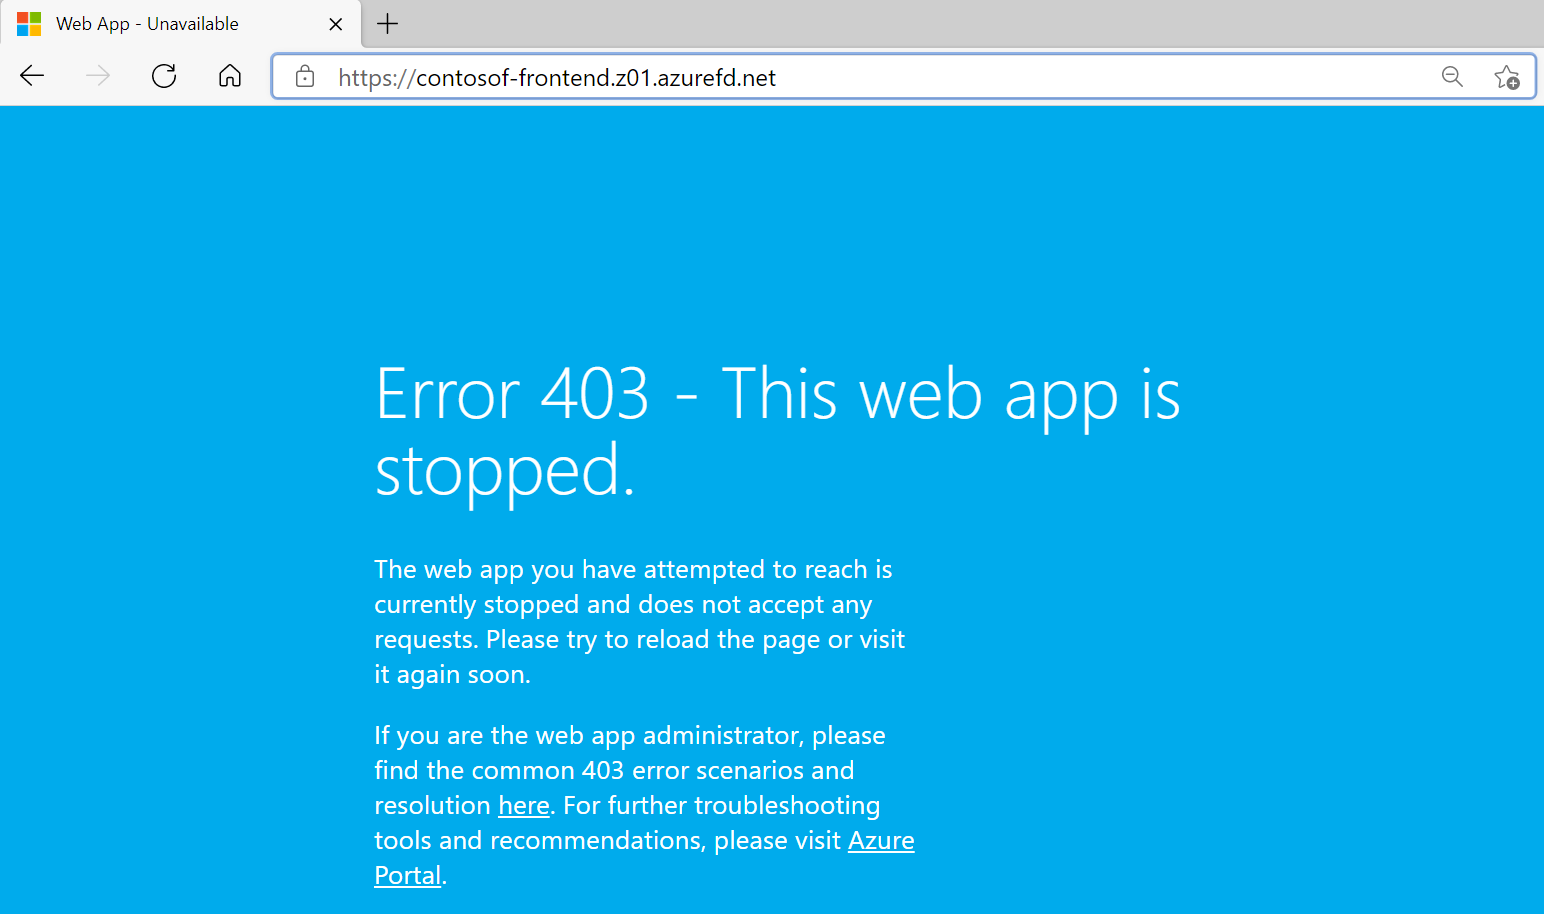 Web App - Unavailable
https://contosof-frontend.z01.azurefd.net
Error 403 - This web app is
stopped.
The web app you have attempted to reach is
currently stopped and does not accept any
requests. Please try to reload the page or visit
it again soon.
If you are the web app administrator, please
find the common 403 error scenarios and
resolution here. For further troubleshooting
tools and recommendations, please visit Azure
Portal.